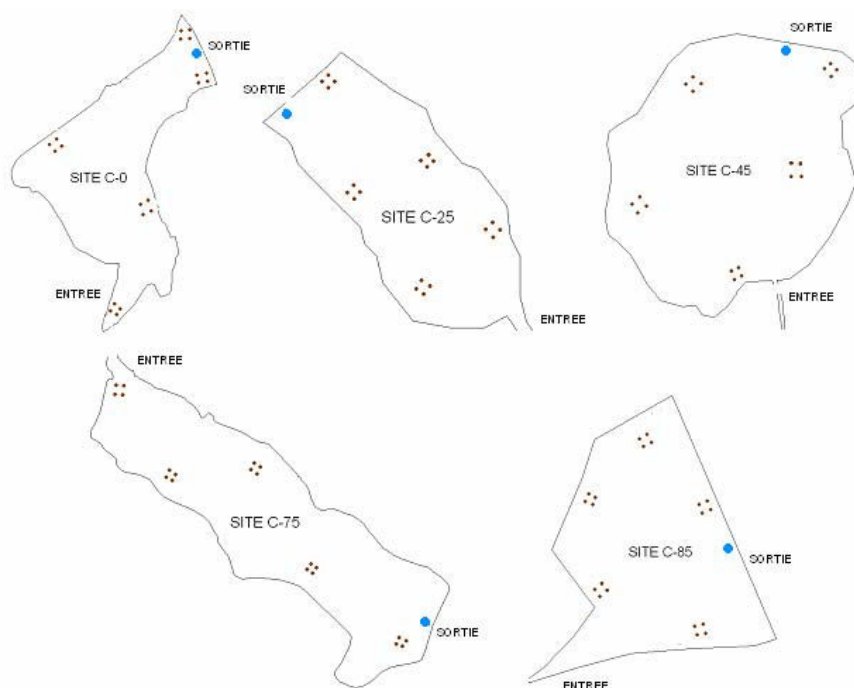 SORTIE
SITE C-0
ENTREE
SORTIE
SITE C-25
ENTREE
SORTIE
SITE C-45
ENTREE
ENTREE
SITE C-75
SORTIE
SITE C-85
SORTIE
ENTREE